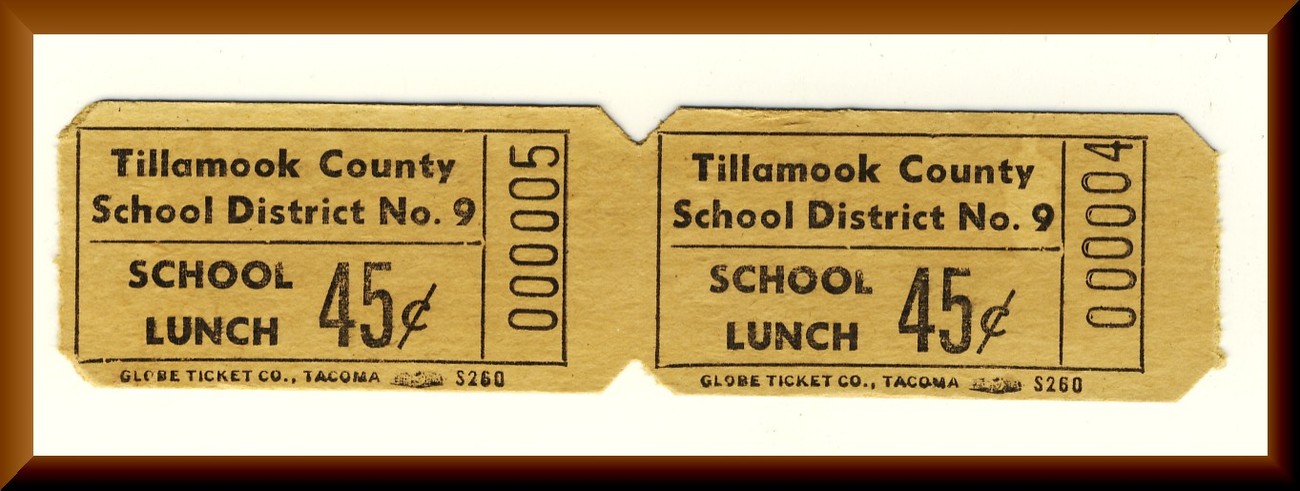 Tillamook County
School District No. 9
SCHOOL
LUNCH
45¢
000005
GLOBE TICKET CO., TACOMA S260
Tillamook County
School District No. 9
SCHOOL
LUNCH
45¢
000004
GLOBE TICKET CO., TACOMA S260